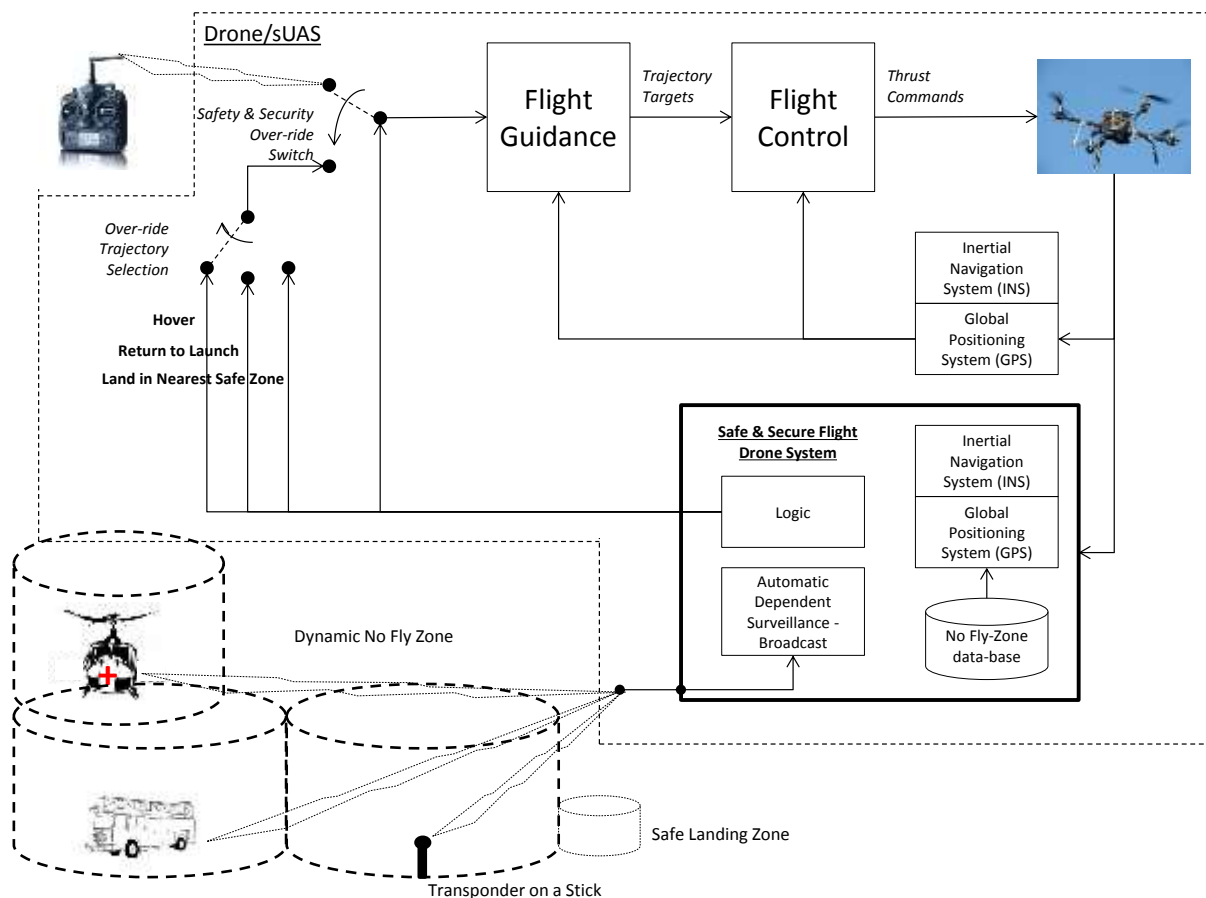 Drone/sUAS
Safety & Security
Over-ride
Switch
Flight
Guidance
Trajectory
Targets
Flight
Control
Thrust
Commands
Over-ride
Trajectory
Selection
Hover
Return to Launch
Land in Nearest Safe Zone
Inertial
Navigation
System (INS)
Global
Positioning
System (GPS)
Safe & Secure Flight
Drone System
Logic
Automatic
Dependent
Surveillance -
Broadcast
Inertial
Navigation
System (INS)
Global
Positioning
System (GPS)
No Fly-Zone
data-base
Dynamic No Fly Zone
Safe Landing Zone
Transponder on a Stick